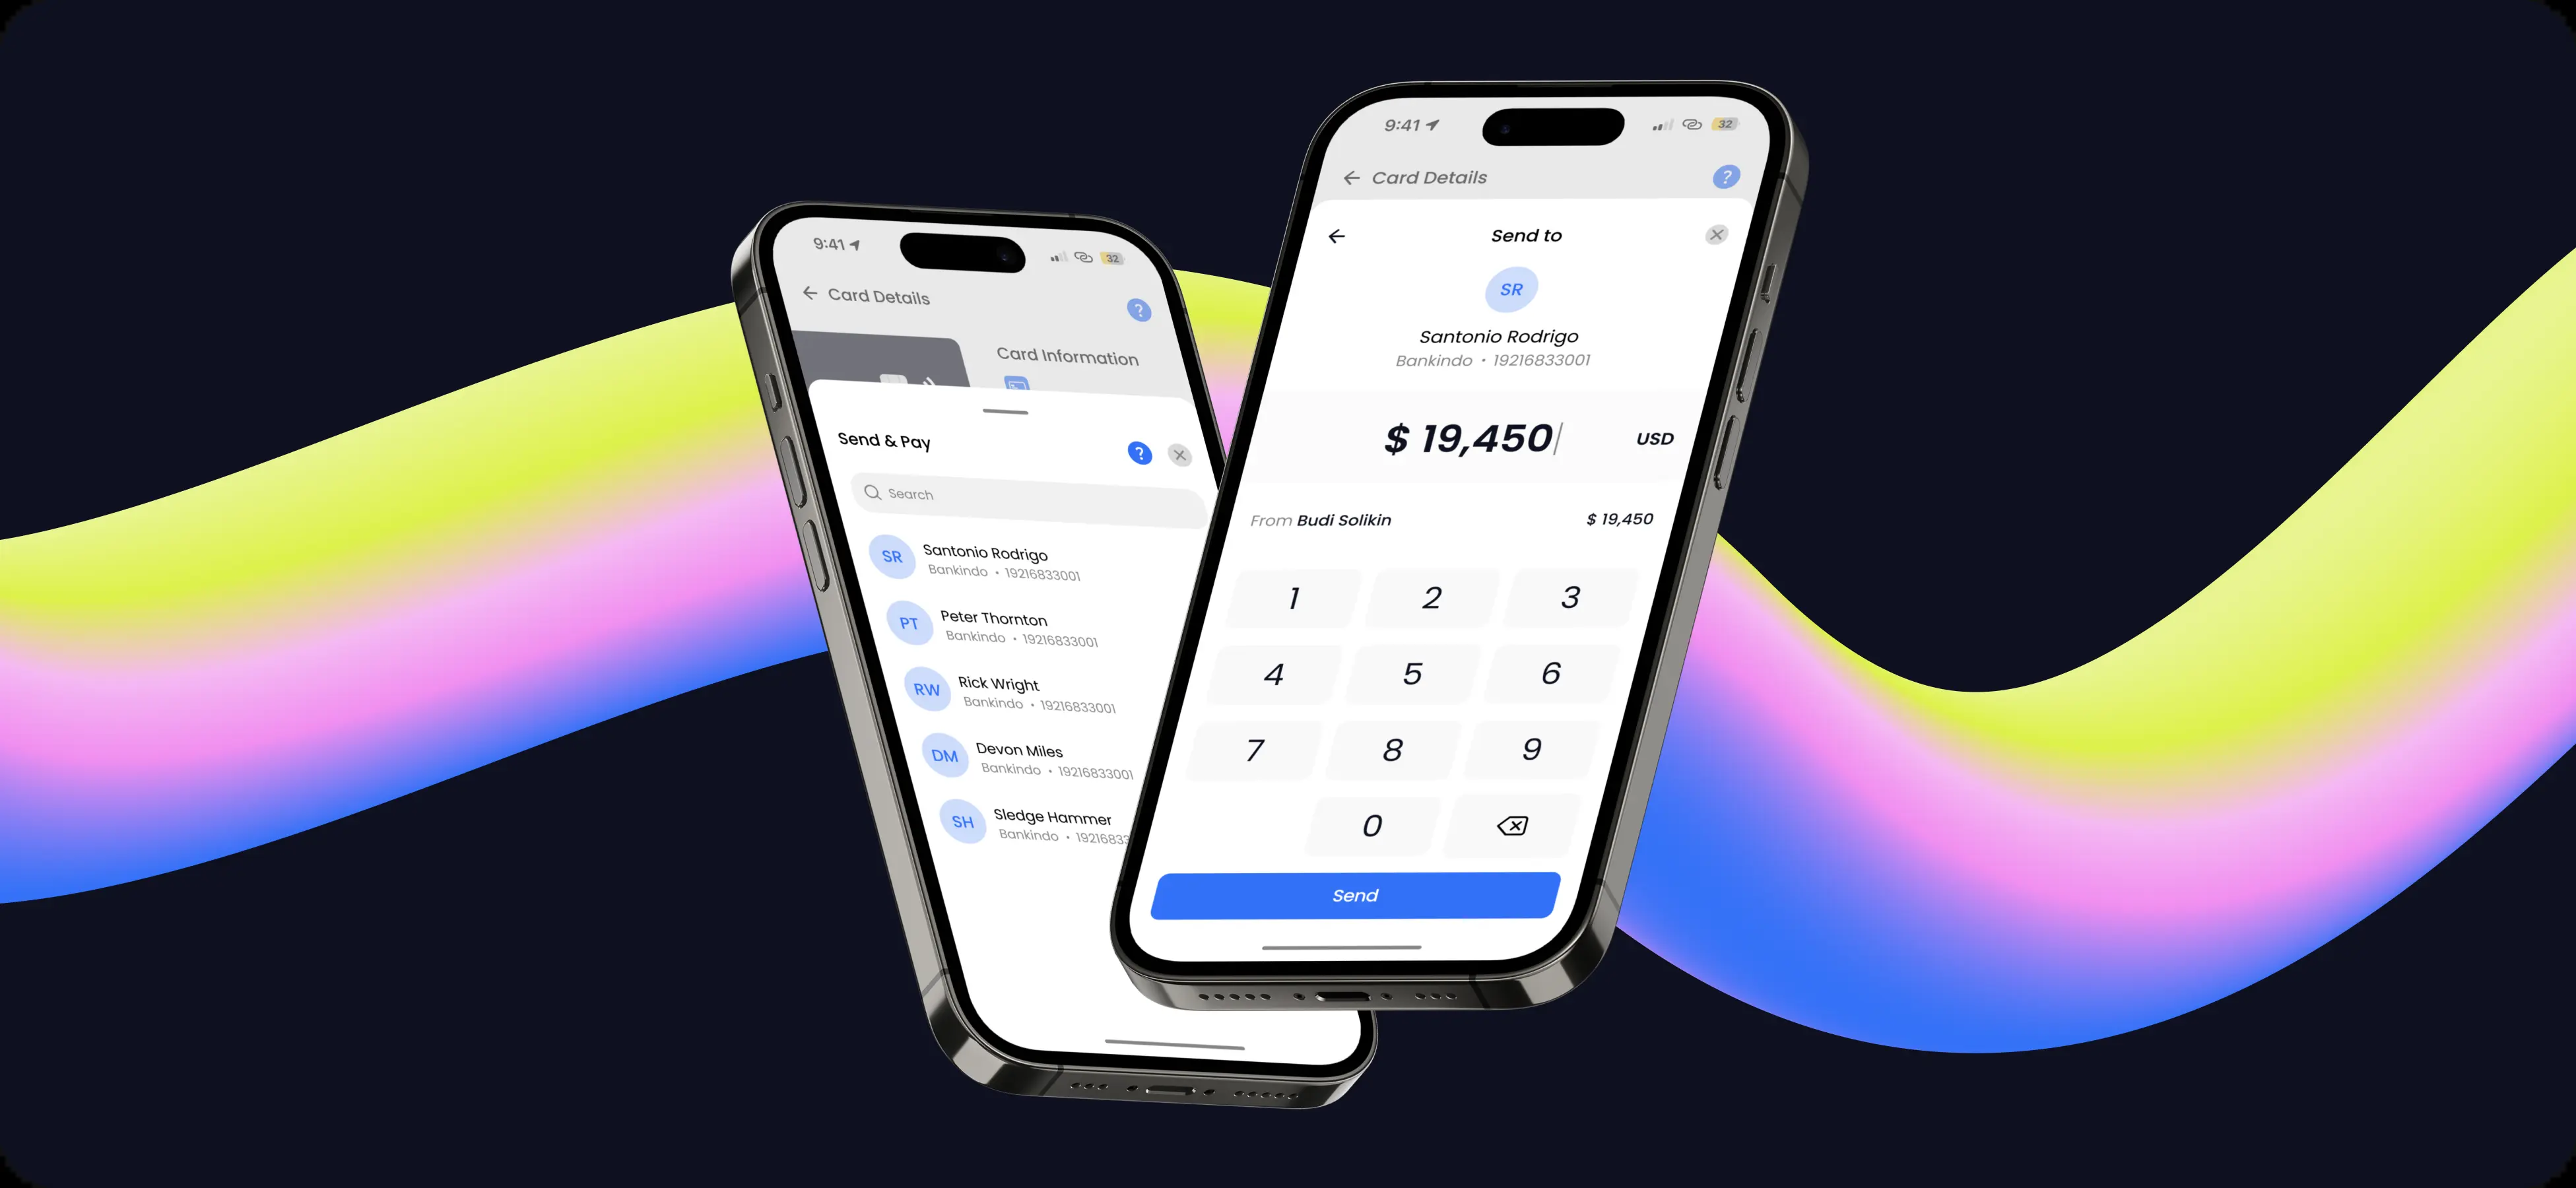 9:41
32
Card Details
?
Card Information
Send & Pay
?
Search
SR
Santonio Rodrigo
Bankindo • 19216833001
PT
Peter Thornton
Bankindo • 19216833001
RW
Rick Wright
Bankindo • 19216833001
DM
Devon Miles
Bankindo • 19216833001
SH
Sledge Hammer
Bankindo • 19216833
9:41
32
Card Details
?
Send to
SR
Santonio Rodrigo
Bankindo • 19216833001
$ 19,450
USD
From Budi Solikin
$ 19,450
1 2 3
4 5 6
7 8 9
0
Send